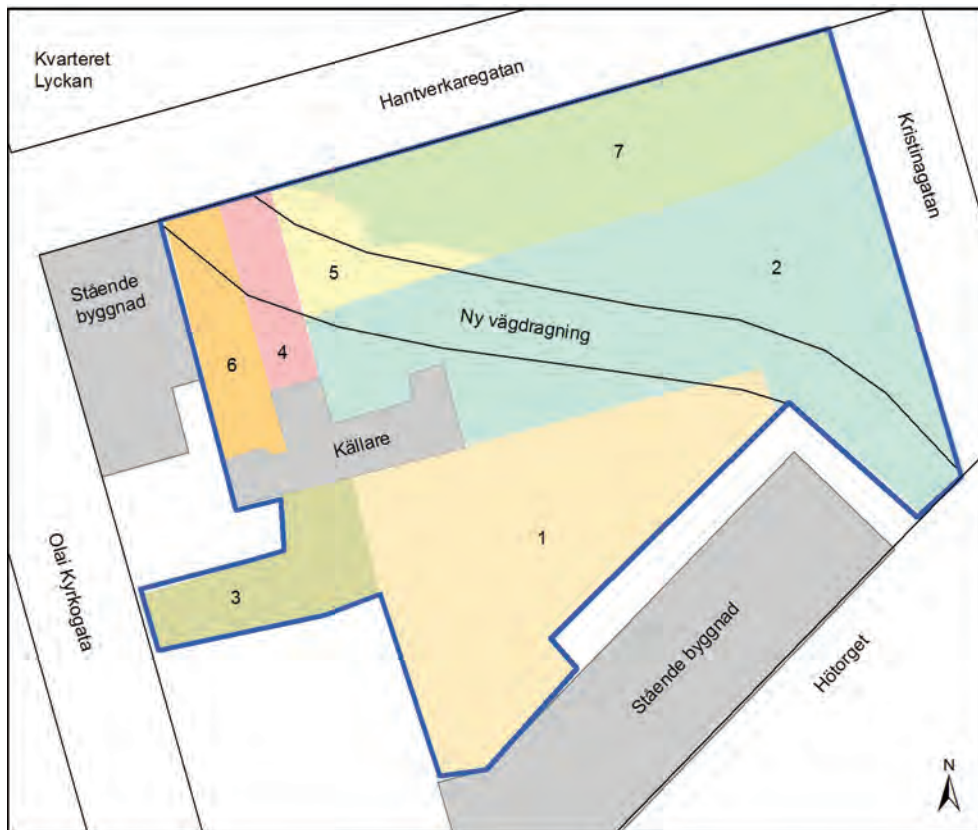 Kvarteret
Lyckan
Hantverkaregatan
Kristinagatan
7
2
5
Stående
byggnad
Ny vägdragning
6
4
Källare
1
Olai Kyrkogata
3
Stående byggnad
Hötorget
N